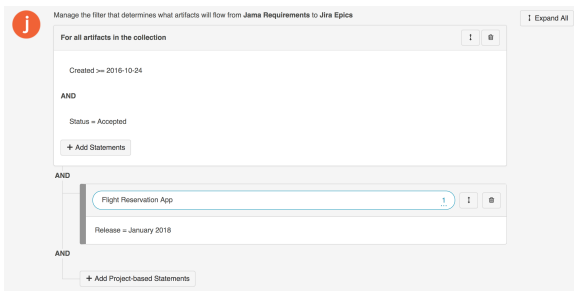 j
Manage the filter that determines what artifacts will flow from Jama Requirements to Jira Epics
Expand All
For all artifacts in the collection
Created >= 2016-10-24
AND
Status = Accepted
+ Add Statements
AND
Flight Reservation App 1
Release = January 2018
AND
+ Add Project-based Statements